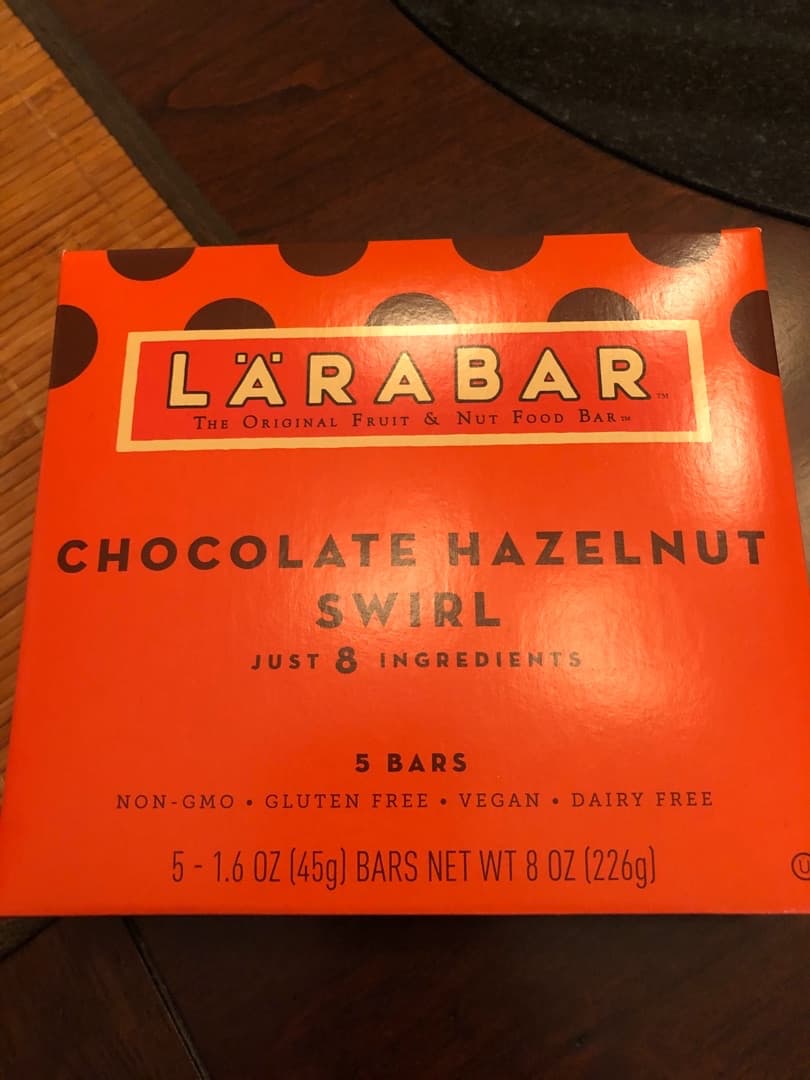 LÄRABAR™
THE ORIGINAL FRUIT & NUT FOOD BAR™
CHOCOLATE HAZELNUT
SWIRL
JUST 8 INGREDIENTS
5 BARS
NON-GMO • GLUTEN FREE • VEGAN • DAIRY FREE
5 - 1.6 OZ (45g) BARS NET WT 8 OZ (226g)
U